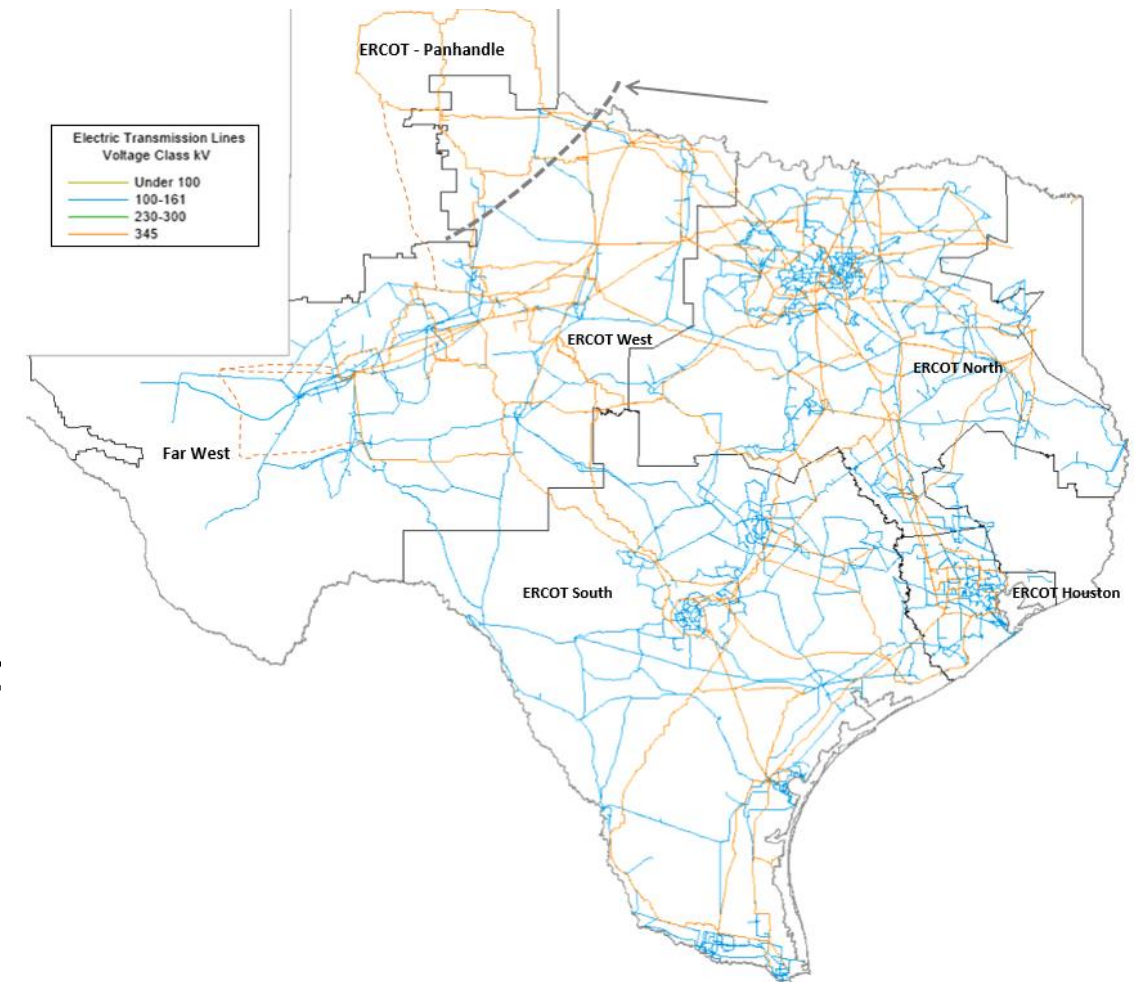 ERCOT - Panhandle
Electric Transmission Lines
Voltage Class kV
Under 100
100-161
230-300
345
ERCOT West
ERCOT North
Far West
ERCOT South
ERCOT Houston